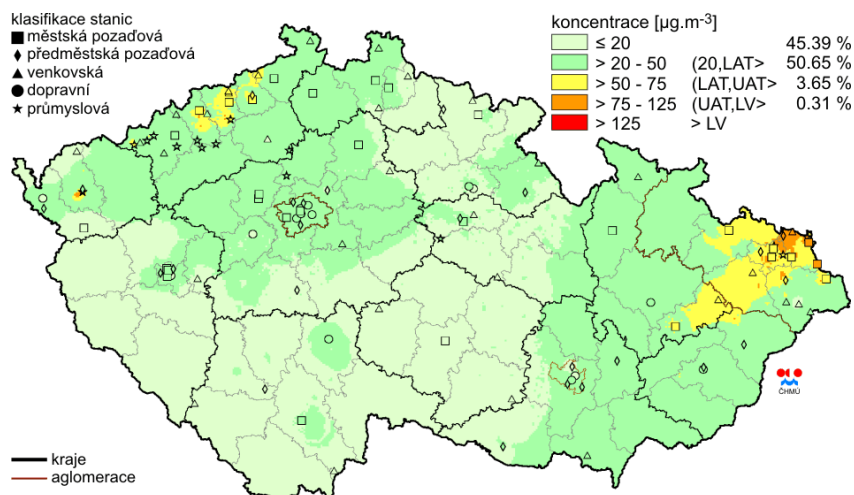 klasifikace stanic
městská pozaďová
předměstská pozaďová
venkovská
dopravní
průmyslová
koncentrace [µg.m-3]
≤ 20 45.39 %
> 20 - 50 (20,LAT> 50.65 %
> 50 - 75 (LAT,UAT> 3.65 %
> 75 - 125 (UAT,LV> 0.31 %
> 125 > LV
ČHMÚ
kraje
aglomerace